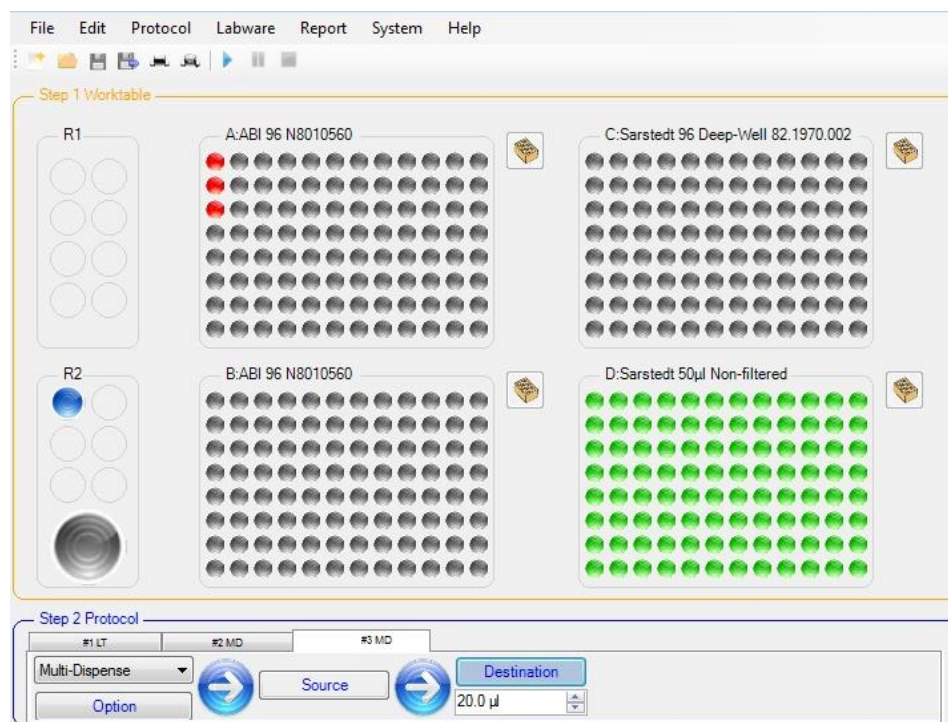 File Edit Protocol Labware Report System Help
Step 1 Worktable
R1
A:ABI 96 N8010560
C:Sarstedt 96 Deep-Well 82.1970.002
R2
B:ABI 96 N8010560
D:Sarstedt 50µl Non-filtered
Step 2 Protocol
#1 LT #2 MD #3 MD
Multi-Dispense
Source
Destination
Option
20.0 µl